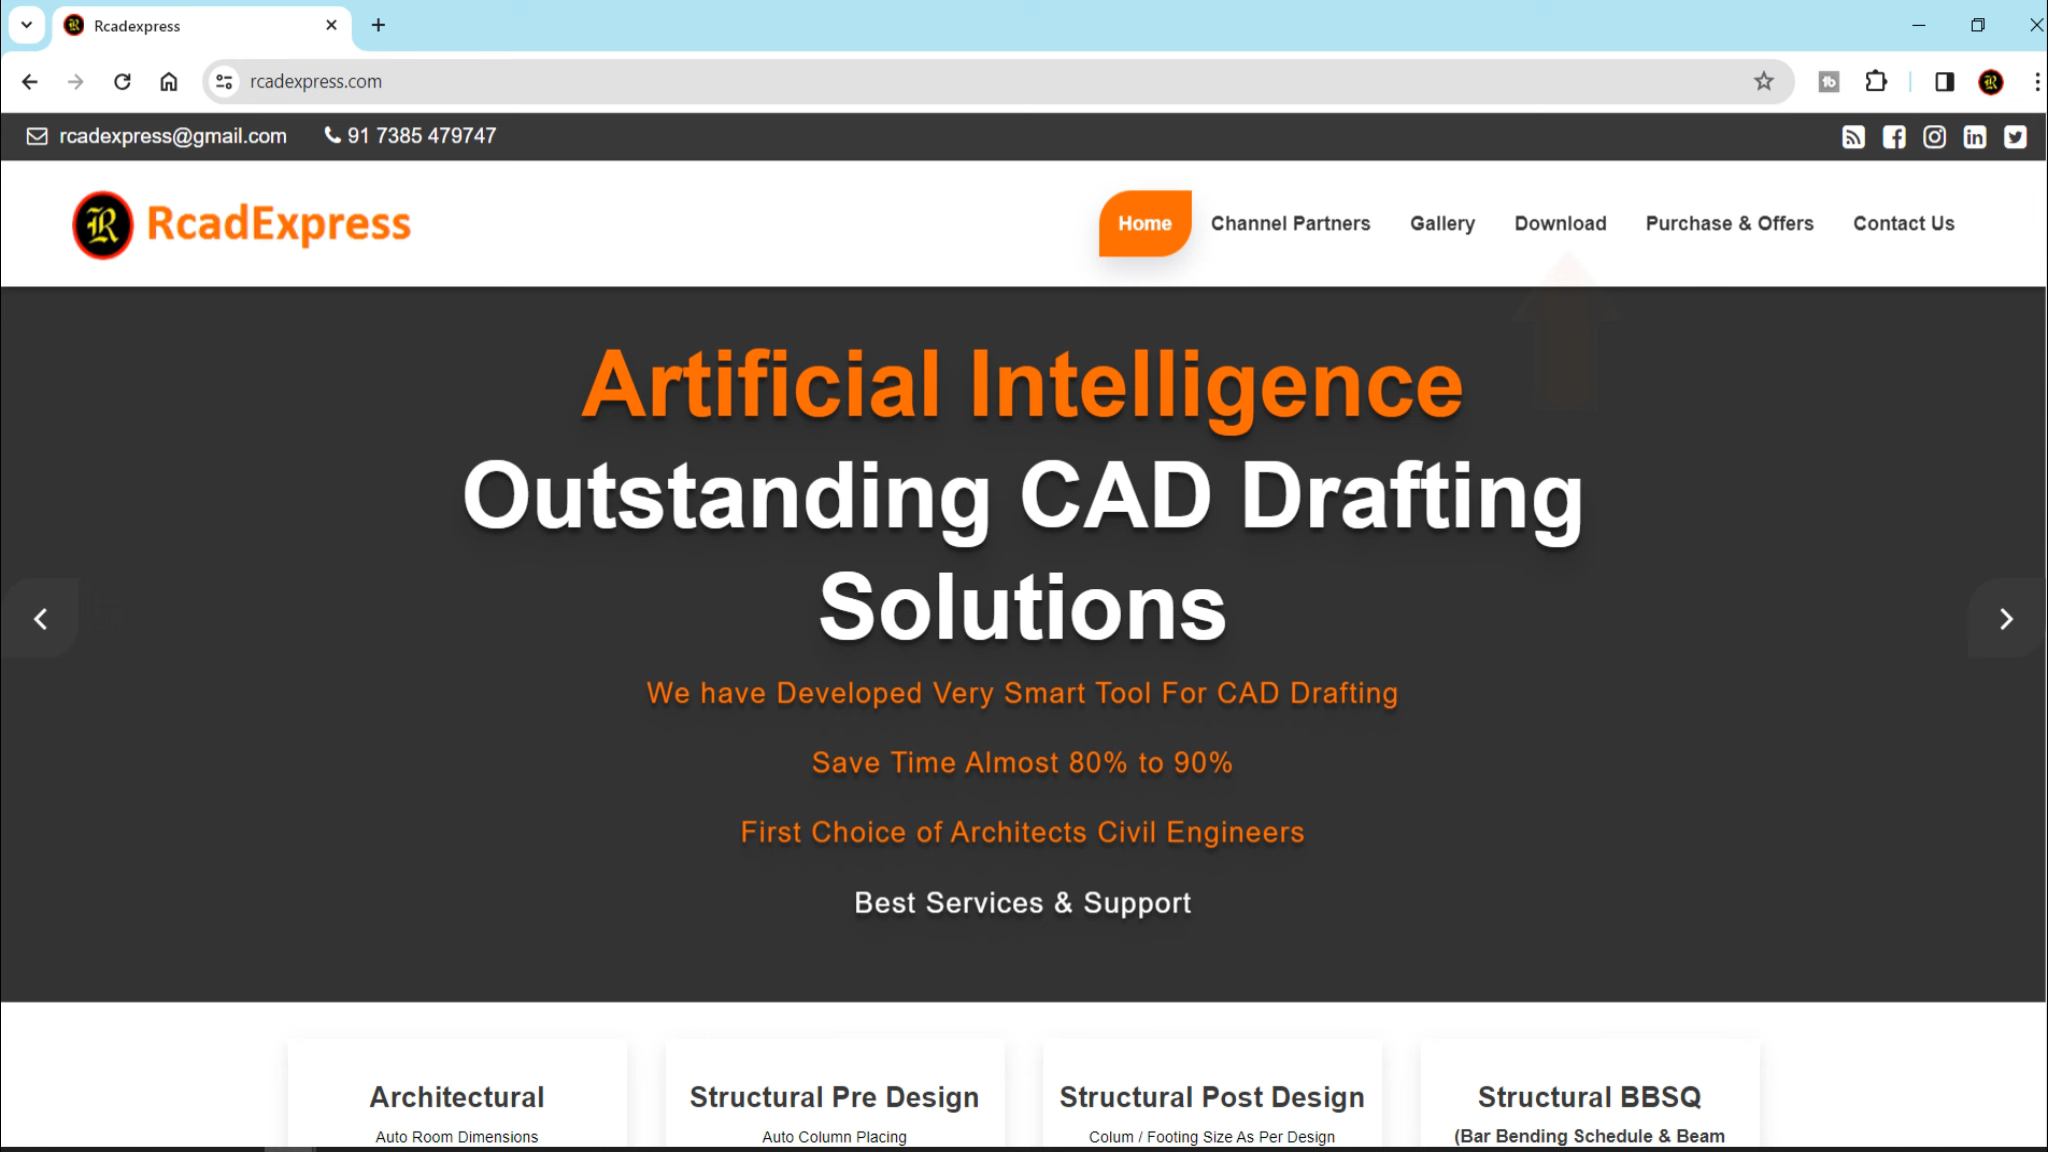 Rcadexpress
rcadexpress.com
rcadexpress@gmail.com 91 7385 479747
RcadExpress
Home Channel Partners Gallery Download Purchase & Offers Contact Us
Artificial Intelligence
Outstanding CAD Drafting
Solutions
We have Developed Very Smart Tool For CAD Drafting
Save Time Almost 80% to 90%
First Choice of Architects Civil Engineers
Best Services & Support
Architectural
Auto Room Dimensions
Structural Pre Design
Auto Column Placing
Structural Post Design
Colum / Footing Size As Per Design
Structural BBSQ
(Bar Bending Schedule & Beam